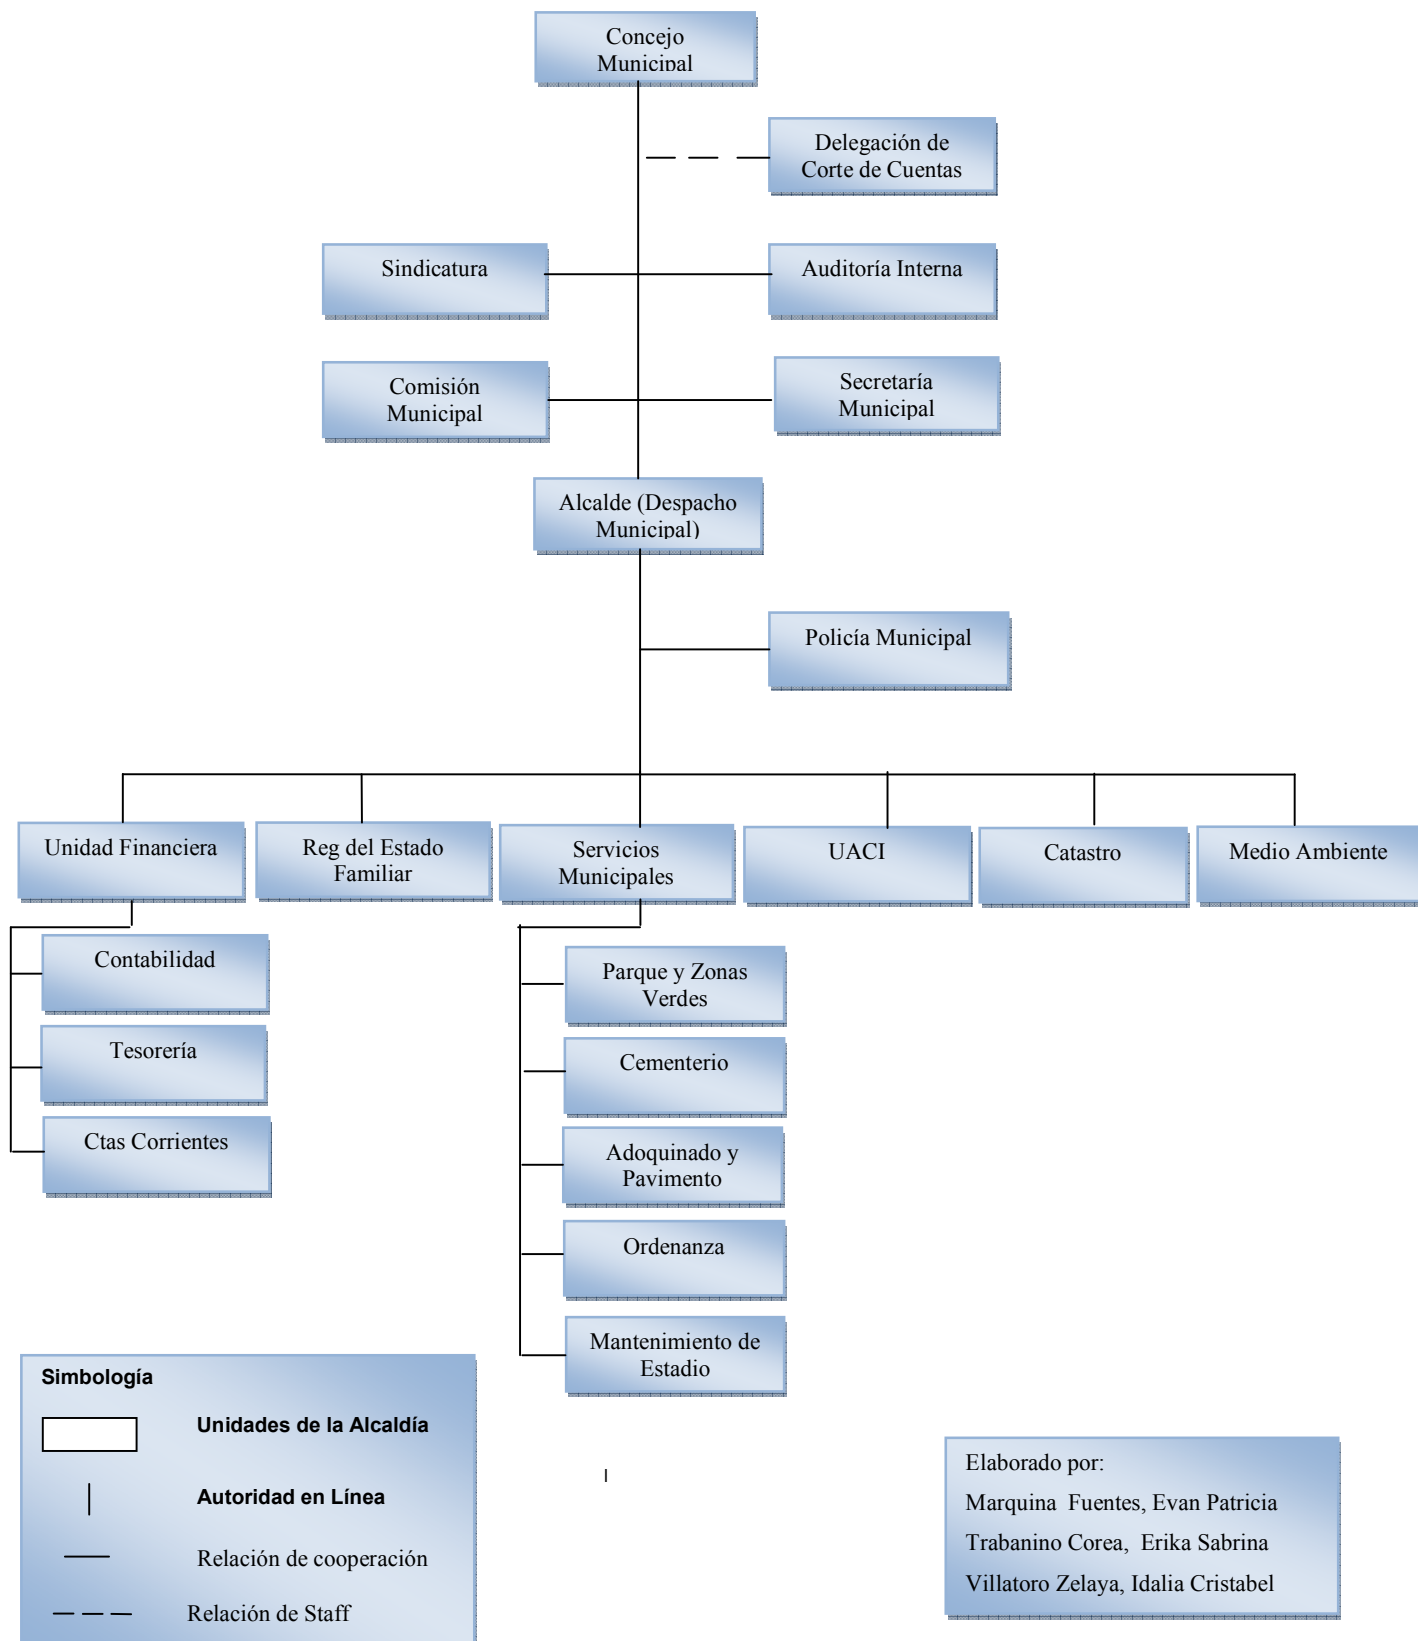 Concejo
Municipal
Delegación de
Corte de Cuentas
Sindicatura
Auditoría Interna
Comisión
Municipal
Secretaría
Municipal
Alcalde (Despacho
Municipal)
Policía Municipal
Unidad Financiera
Reg del Estado
Familiar
Servicios
Municipales
UACI
Catastro
Medio Ambiente
Contabilidad
Tesorería
Ctas Corrientes
Parque y Zonas
Verdes
Cementerio
Adoquinado y
Pavimento
Ordenanza
Mantenimiento de
Estadio
Simbología
Unidades de la Alcaldía
Autoridad en Línea
Relación de cooperación
Relación de Staff
Elaborado por:
Marquina Fuentes, Evan Patricia
Trabanino Corea, Erika Sabrina
Villatoro Zelaya, Idalia Cristabel